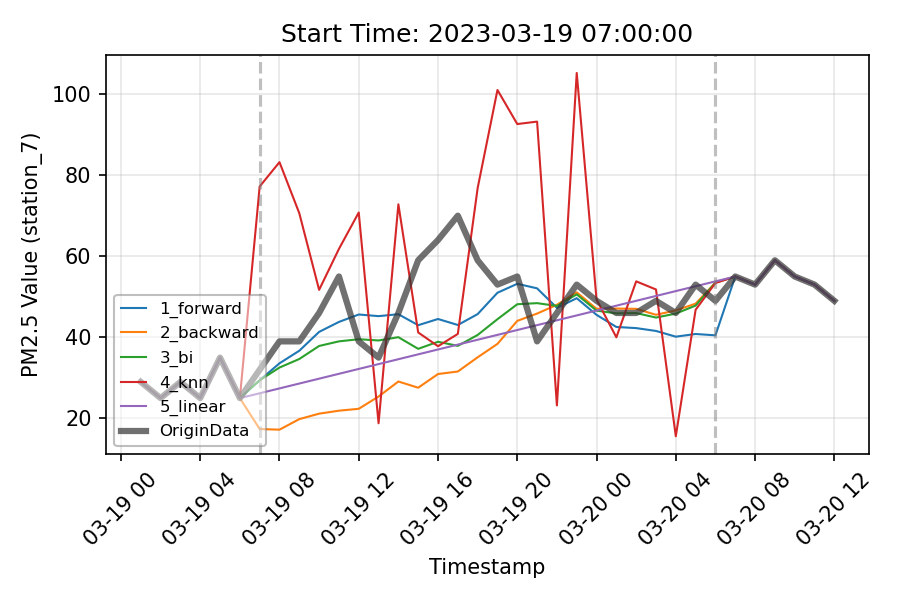 Start Time: 2023-03-19 07:00:00
PM2.5 Value (station_7)
100
80
60
40
20
1_forward
2_backward
3_bi
4_knn
5_linear
OriginData
03-19 00
03-19 04
03-19 08
03-19 12
03-19 16
03-19 20
03-20 00
03-20 04
03-20 08
03-20 12
Timestamp